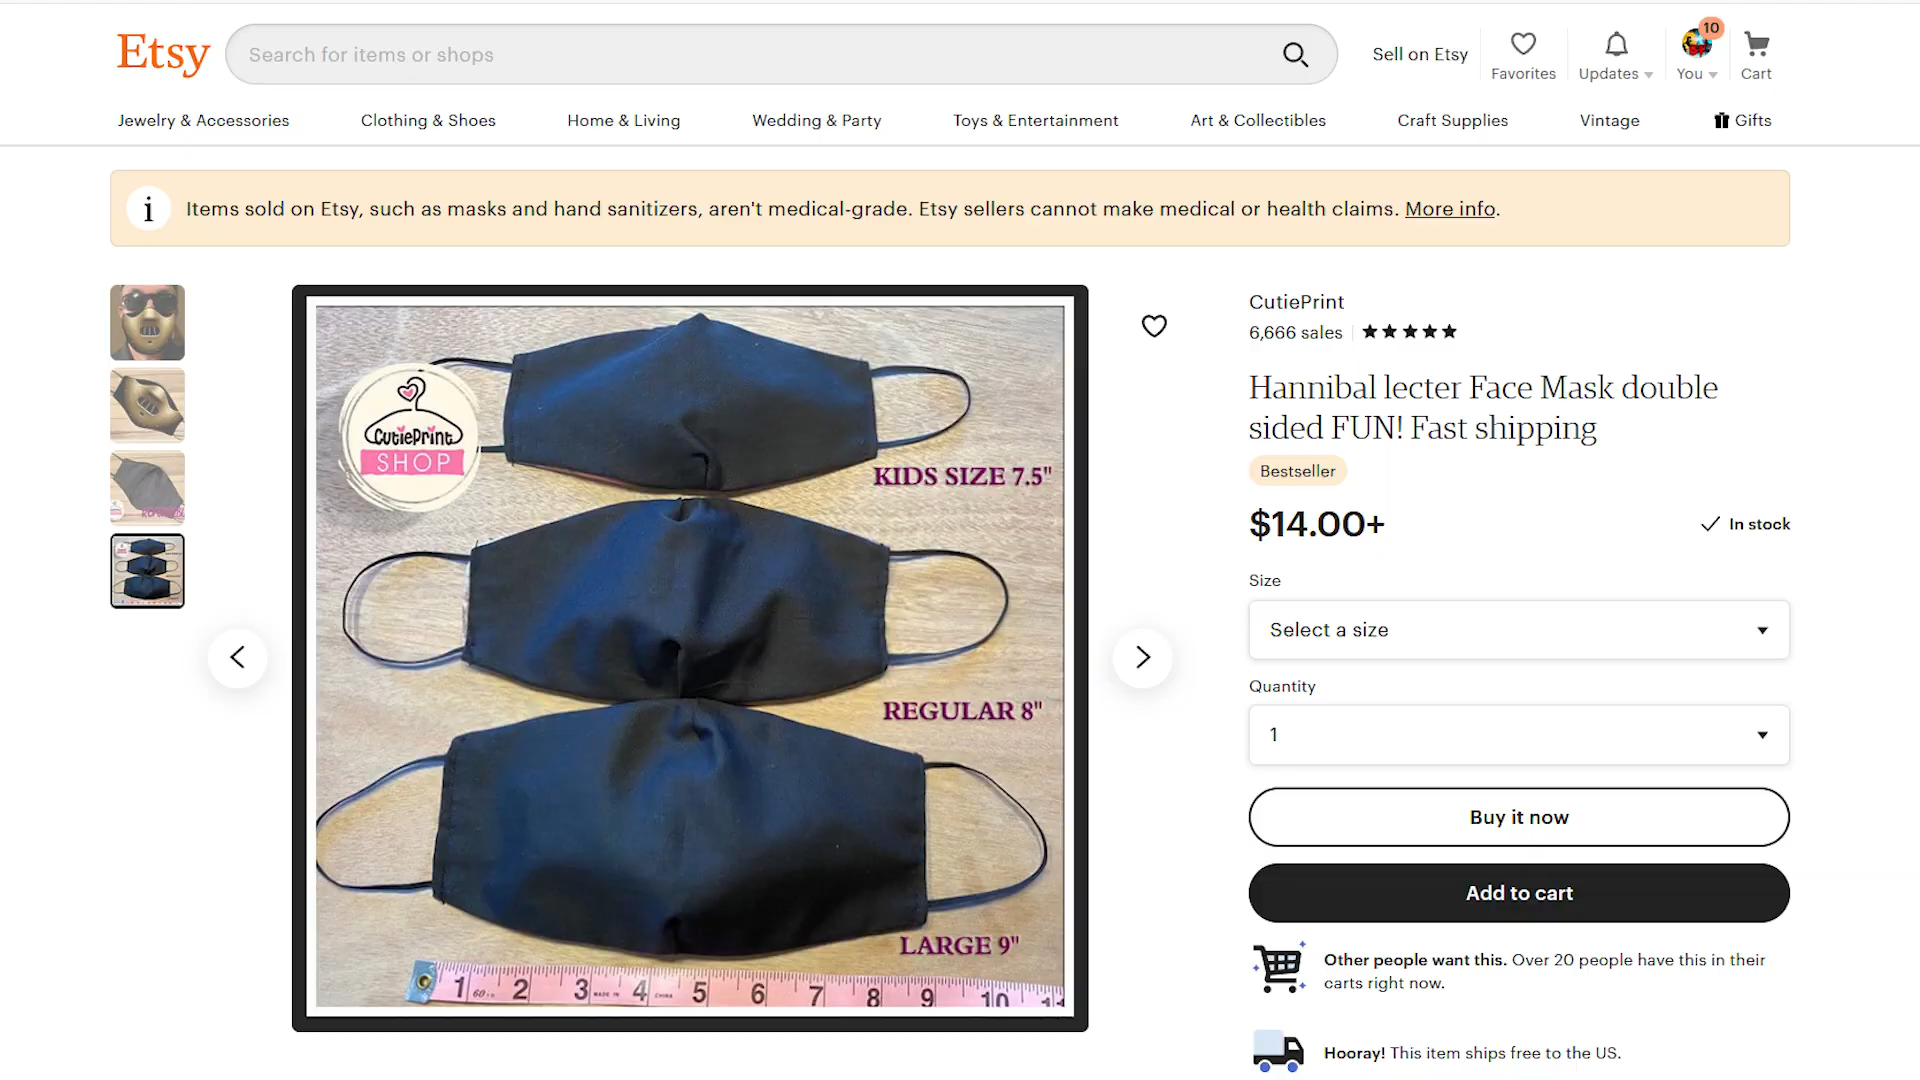 Etsy
Search for items or shops
Sell on Etsy
Favorites
Updates
10
You
Cart
Jewelry & Accessories
Clothing & Shoes
Home & Living
Wedding & Party
Toys & Entertainment
Art & Collectibles
Craft Supplies
Vintage
Gifts
i
Items sold on Etsy, such as masks and hand sanitizers, aren't medical-grade. Etsy sellers cannot make medical or health claims. More info.
CutiePrint
SHOP
KIDS SIZE 7.5"
REGULAR 8"
LARGE 9"
1 60 2 3 MADE IN 4 CHINA 5 6 7 8 9 10
CutiePrint
6,666 sales
Hannibal lecter Face Mask double
sided FUN! Fast shipping
Bestseller
$14.00+
In stock
Size
Select a size
Quantity
1
Buy it now
Add to cart
Other people want this. Over 20 people have this in their
carts right now.
Hooray! This item ships free to the US.